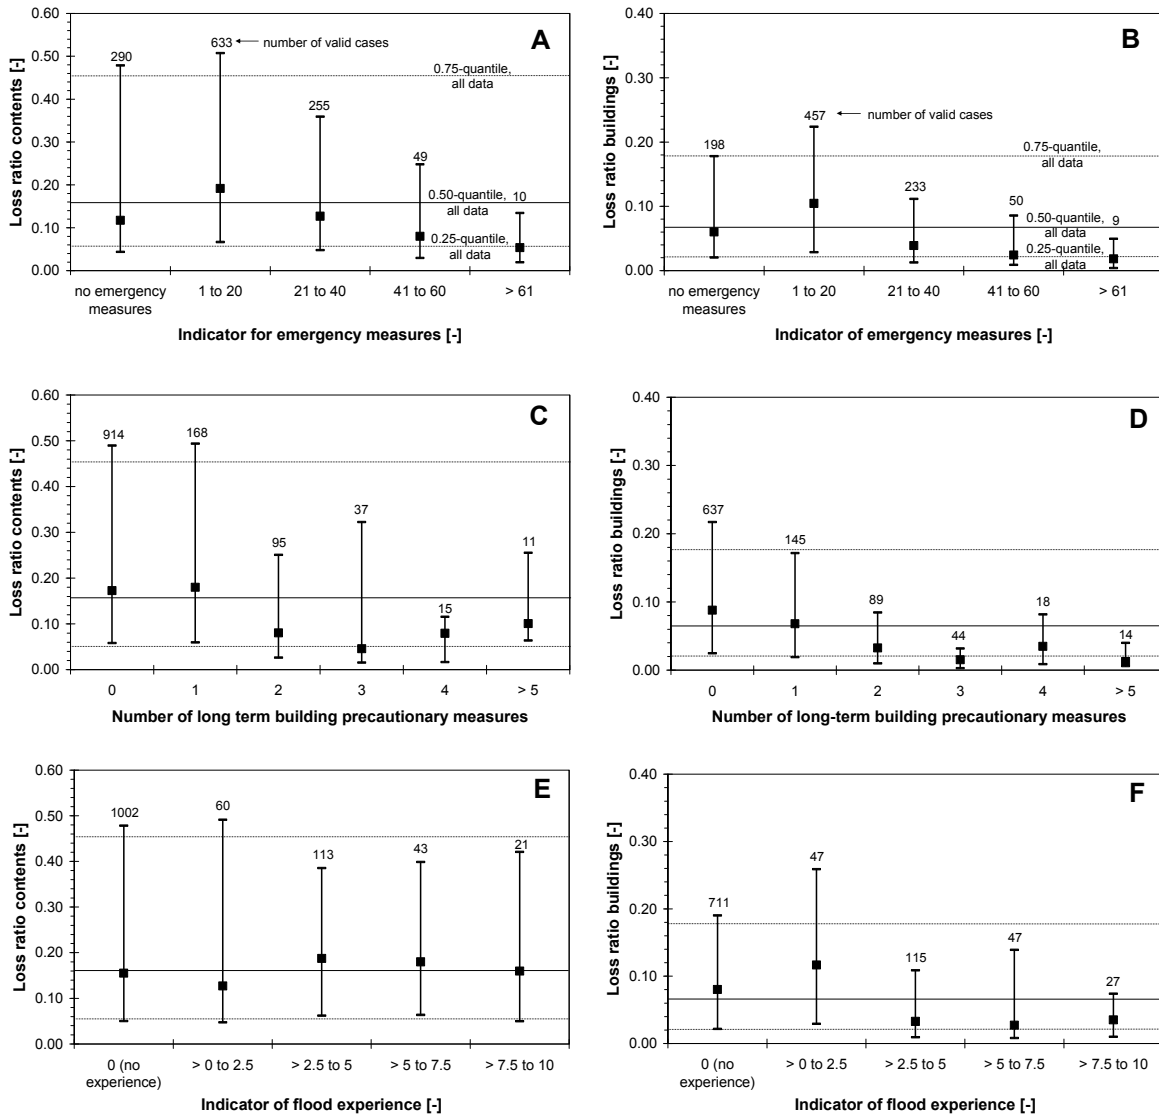 A
Loss ratio contents [-]
0.60
0.50
0.40
0.30
0.20
0.10
0.00
290
633
number of valid cases
255
49
10
0.75-quantile,
all data
0.50-quantile,
all data
0.25-quantile,
all data
no emergency
measures
1 to 20
21 to 40
41 to 60
> 61
Indicator for emergency measures [-]
B
Loss ratio buildings [-]
0.40
0.30
0.20
0.10
0.00
198
457
number of valid cases
233
50
9
0.75-quantile,
all data
0.50-quantile,
all data
0.25-quantile,
all data
no emergency
measures
1 to 20
21 to 40
41 to 60
> 61
Indicator of emergency measures [-]
C
Loss ratio contents [-]
0.60
0.50
0.40
0.30
0.20
0.10
0.00
914
168
95
37
15
11
0
1
2
3
4
> 5
Number of long term building precautionary measures
D
Loss ratio buildings [-]
0.40
0.30
0.20
0.10
0.00
637
145
89
44
18
14
0
1
2
3
4
> 5
Number of long-term building precautionary measures
E
Loss ratio contents [-]
0.60
0.50
0.40
0.30
0.20
0.10
0.00
1002
60
113
43
21
0 (no
experience)
> 0 to 2.5
> 2.5 to 5
> 5 to 7.5
> 7.5 to 10
Indicator of flood experience [-]
F
Loss ratio buildings [-]
0.40
0.30
0.20
0.10
0.00
711
47
115
47
27
0 (no
experience)
> 0 to 2.5
> 2.5 to 5
> 5 to 7.5
> 7.5 to 10
Indicator of flood experience [-]